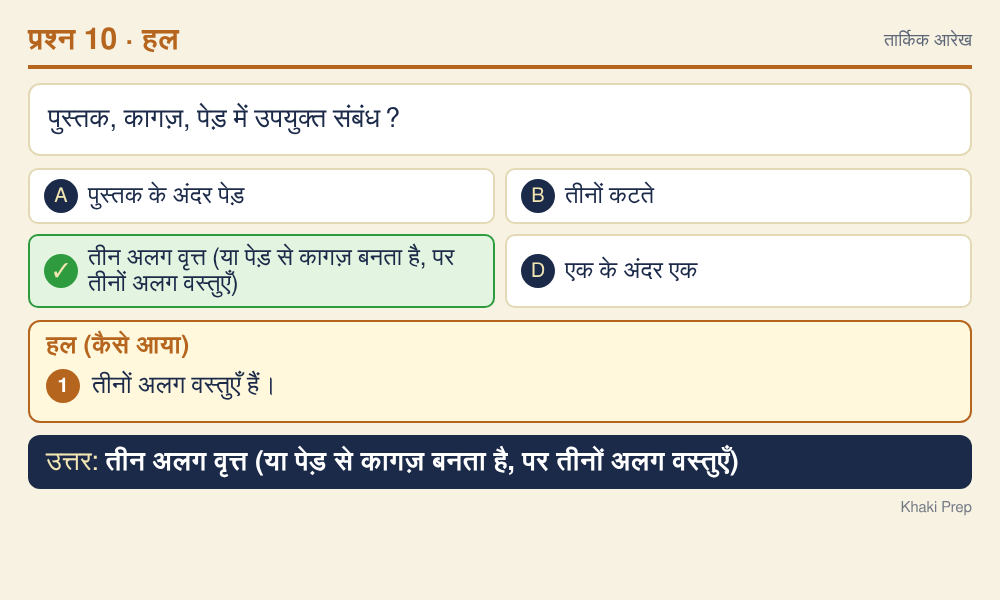 प्रश्न 10 · हल
तार्किक आरेख
पुस्तक, कागज़, पेड़ में उपयुक्त संबंध ?
A पुस्तक के अंदर पेड़
B तीनों कटते
✓ तीन अलग वृत्त (या पेड़ से कागज़ बनता है, पर
तीनों अलग वस्तुएँ)
D एक के अंदर एक
हल (कैसे आया)
1 तीनों अलग वस्तुएँ हैं।
उत्तर: तीन अलग वृत्त (या पेड़ से कागज़ बनता है, पर तीनों अलग वस्तुएँ)
Khaki Prep